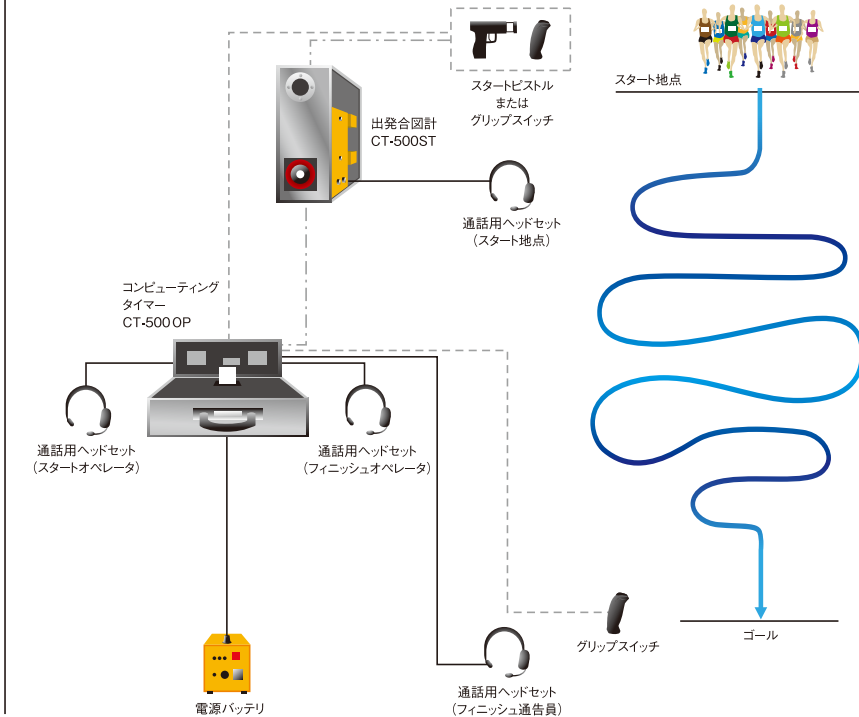 スタートピストル
または
グリップスイッチ
スタート地点
出発合図計
CT-500ST
通話用ヘッドセット
（スタート地点）
コンピューティング
タイマー
CT-500OP
通話用ヘッドセット
（スタートオペレータ）
通話用ヘッドセット
（フィニッシュオペレータ）
グリップスイッチ
ゴール
通話用ヘッドセット
（フィニッシュ通告員）
電源バッテリ